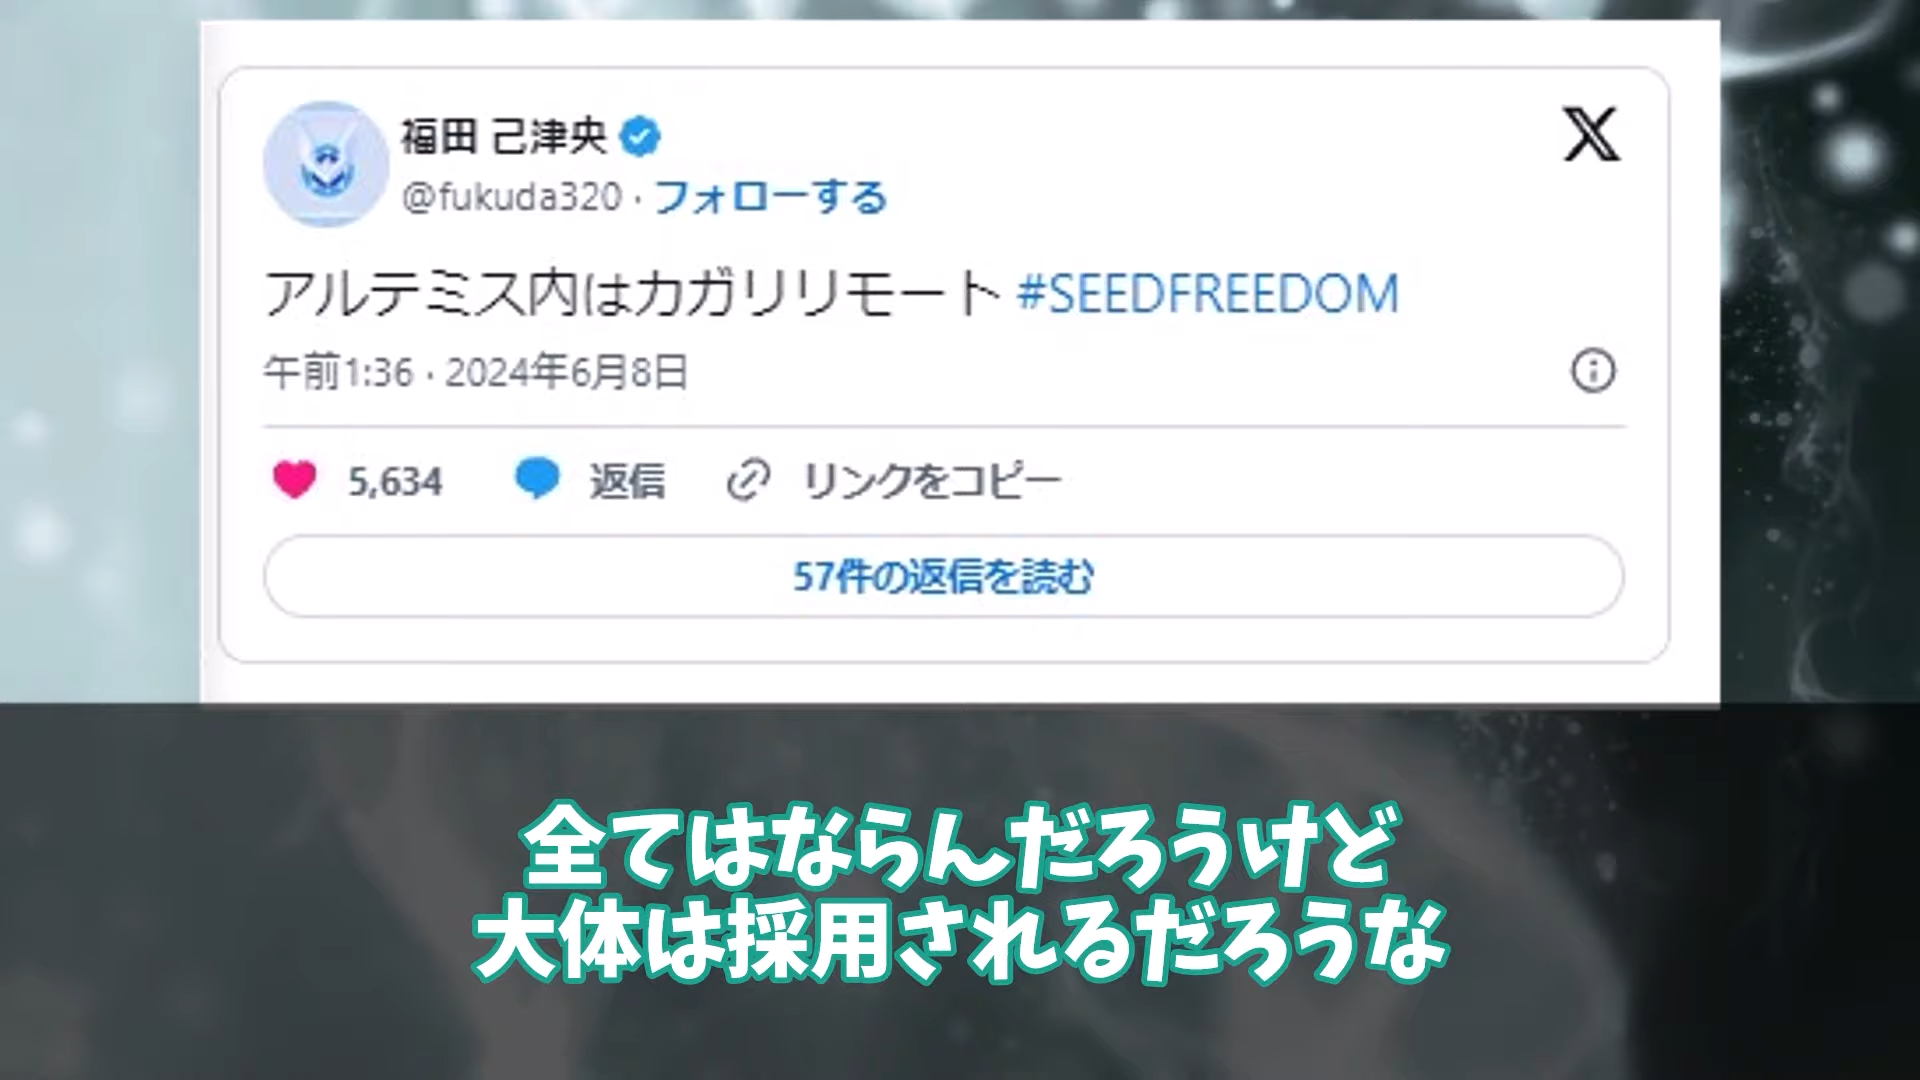 福田 己津央
@fukuda320 · フォローする
アルテミス内はカガリリモート #SEEDFREEDOM
午前1:36 · 2024年6月8日
5,634 返信 リンクをコピー
57件の返信を読む
全てはならんだろうけど
大体は採用されるだろうな